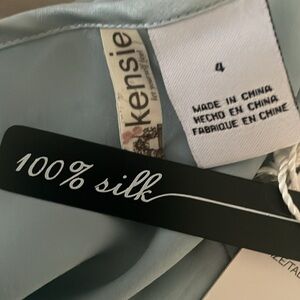 kensie
4
MADE IN CHINA
HECHO EN CHINA
FABRIQUE EN CHINE
100% silk